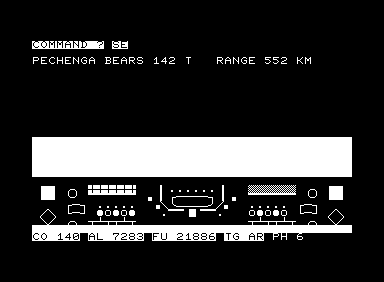 COMMAND ? SE
PECHENGA BEARS 142 T   RANGE 552 KM
CO 140 AL 7283 FU 21886 TG AR PH 6